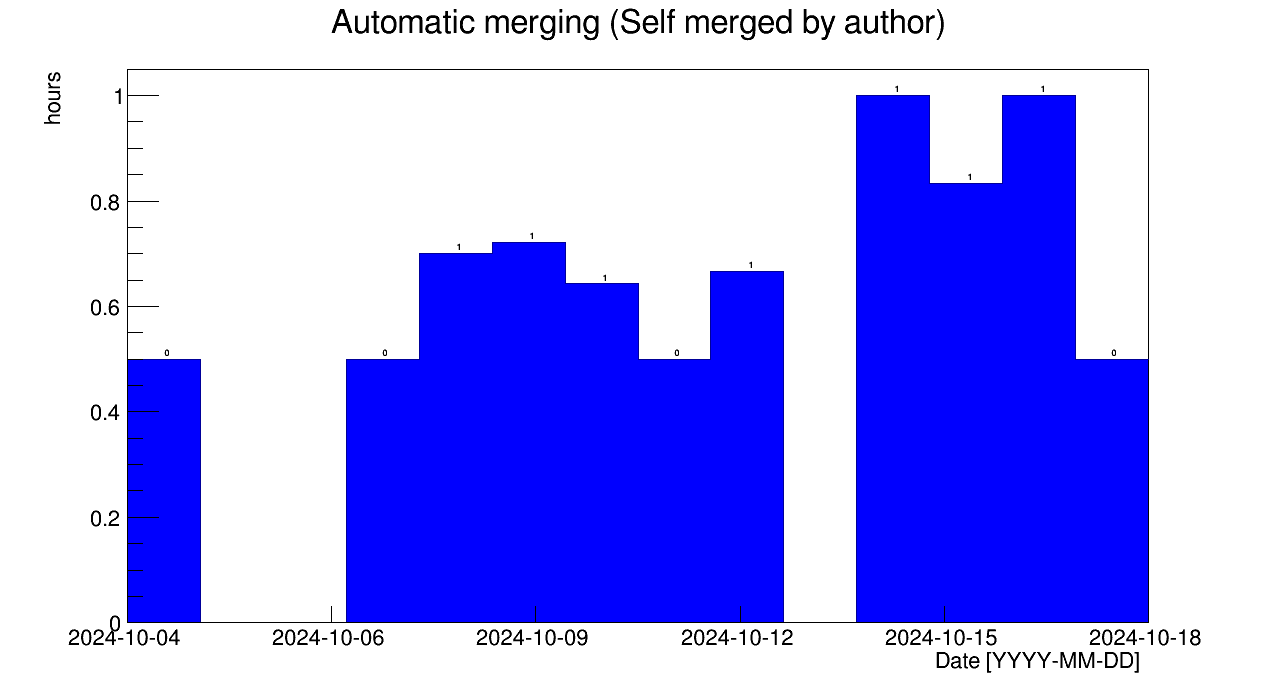 Automatic merging (Self merged by author)
hours
1
0.8
0.6
0.4
0.2
0
0 0 1 1 1 0 1 1 1 1 0
2024-10-04 2024-10-06 2024-10-09 2024-10-12 2024-10-15 2024-10-18
Date [YYYY-MM-DD]